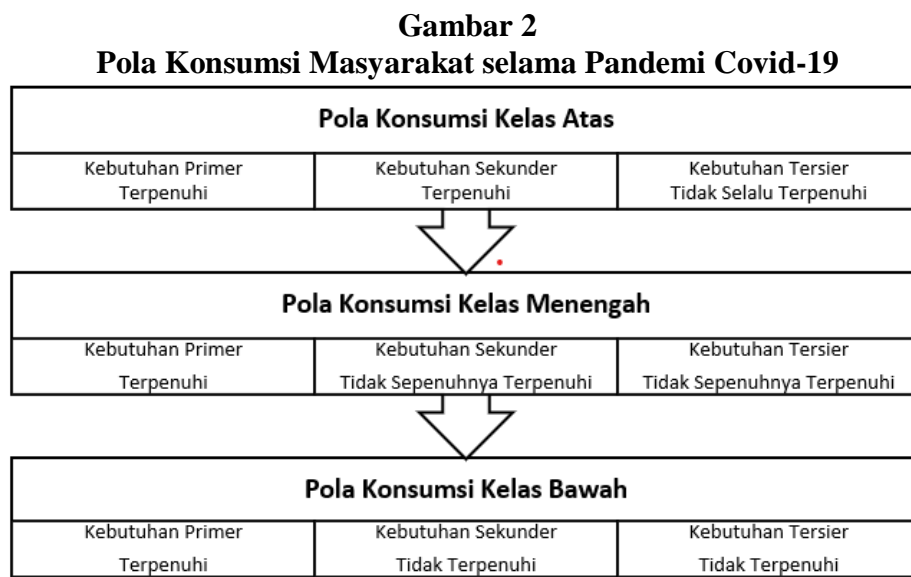 Gambar 2
Pola Konsumsi Masyarakat selama Pandemi Covid-19
Pola Konsumsi Kelas Atas
Kebutuhan Primer
Terpenuhi
Kebutuhan Sekunder
Terpenuhi
Kebutuhan Tersier
Tidak Selalu Terpenuhi
Pola Konsumsi Kelas Menengah
Kebutuhan Primer
Terpenuhi
Kebutuhan Sekunder
Tidak Sepenuhnya Terpenuhi
Kebutuhan Tersier
Tidak Sepenuhnya Terpenuhi
Pola Konsumsi Kelas Bawah
Kebutuhan Primer
Terpenuhi
Kebutuhan Sekunder
Tidak Terpenuhi
Kebutuhan Tersier
Tidak Terpenuhi